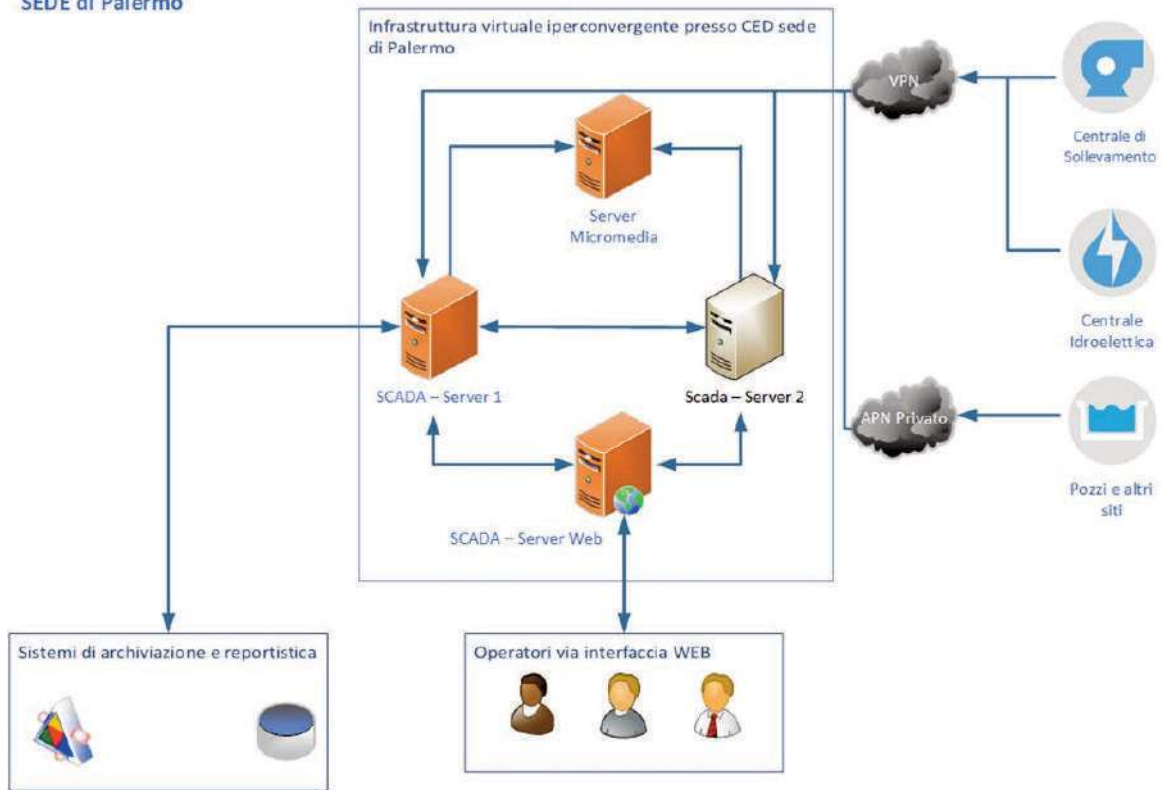 SEDE di Palermo
Infrastruttura virtuale iperconvergente presso CED sede
di Palermo
VPN
Centrale di
Sollevamento
Server
Micromedia
Centrale
Idroelettica
SCADA – Server 1
Scada – Server 2
APN Privato
Pozzi e altri
siti
SCADA – Server Web
Sistemi di archiviazione e reportistica
Operatori via interfaccia WEB